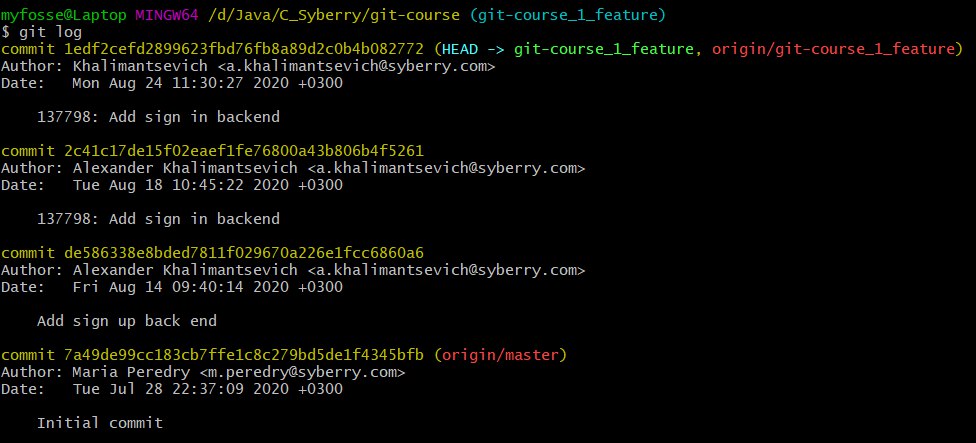 myfosse@Laptop MINGW64 /d/Java/C_Syberry/git-course (git-course_1_feature)
$ git log
commit 1edf2cefd2899623fbd76fb8a89d2c0b4b082772 (HEAD -> git-course_1_feature, origin/git-course_1_feature)
Author: Khalimantsevich <a.khalimantsevich@syberry.com>
Date:   Mon Aug 24 11:30:27 2020 +0300
    137798: Add sign in backend
commit 2c41c17de15f02eaef1fe76800a43b806b4f5261
Author: Alexander Khalimantsevich <a.khalimantsevich@syberry.com>
Date:   Tue Aug 18 10:45:22 2020 +0300
    137798: Add sign in backend
commit de586338e8bded7811f029670a226e1fcc6860a6
Author: Alexander Khalimantsevich <a.khalimantsevich@syberry.com>
Date:   Fri Aug 14 09:40:14 2020 +0300
    Add sign up back end
commit 7a49de99cc183cb7ffe1c8c279bd5de1f4345bfb (origin/master)
Author: Maria Peredry <m.peredry@syberry.com>
Date:   Tue Jul 28 22:37:09 2020 +0300
    Initial commit